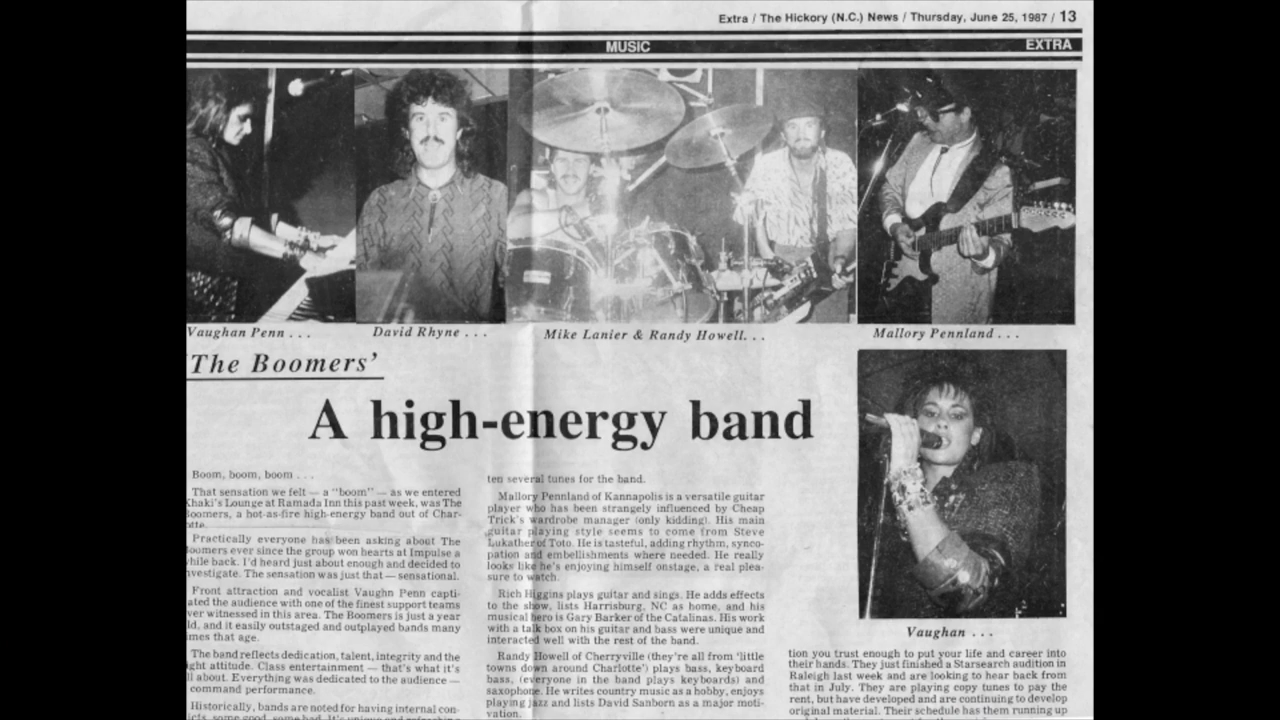 Extra / The Hickory (N.C.) News / Thursday, June 25, 1987 / 13
MUSIC
EXTRA
Vaughan Penn . . .
David Rhyne . . .
Mike Lanier & Randy Howell. . .
Mallory Pennland . . .
'The Boomers'
A high-energy band
Boom, boom, boom . . .
That sensation we felt — a "boom" — as we entered
Khaki's Lounge at Ramada Inn this past week, was The
Boomers, a hot-as-fire high-energy band out of Char-
otte.
Practically everyone has been asking about The
Boomers ever since the group won hearts at Impulse a
while back. I'd heard just about enough and decided to
nvestigate. The sensation was just that — sensational.
Front attraction and vocalist Vaughn Penn capti-
ated the audience with one of the finest support teams
ver witnessed in this area. The Boomers is just a year
ld, and it easily outstaged and outplayed bands many
imes that age.
The band reflects dedication, talent, integrity and the
ight attitude. Class entertainment — that's what it's
ll about. Everything was dedicated to the audience —
command performance.
Historically, bands are noted for having internal con-
ten several tunes for the band.
Mallory Pennland of Kannapolis is a versatile guitar
player who has been strangely influenced by Cheap
Trick's wardrobe manager (only kidding). His main
guitar playing style seems to come from Steve
Lukather of Toto. He is tasteful, adding rhythm, synco-
pation and embellishments where needed. He really
looks like he's enjoying himself onstage, a real plea-
sure to watch.
Rich Higgins plays guitar and sings. He adds effects
to the show, lists Harrisburg, NC as home, and his
musical hero is Gary Barker of the Catalinas. His work
with a talk box on his guitar and bass were unique and
interacted well with the rest of the band.
Randy Howell of Cherryville (they're all from 'little
towns down around Charlotte') plays bass, keyboard
bass, (everyone in the band plays keyboards) and
saxophone. He writes country music as a hobby, enjoys
playing jazz and lists David Sanborn as a major moti-
vation.
Vaughan . . .
tion you trust enough to put your life and career into
their hands. They just finished a Starsearch audition in
Raleigh last week and are looking to hear back from
that in July. They are playing copy tunes to pay the
rent, but have developed and are continuing to develop
original material. Their schedule has them running up